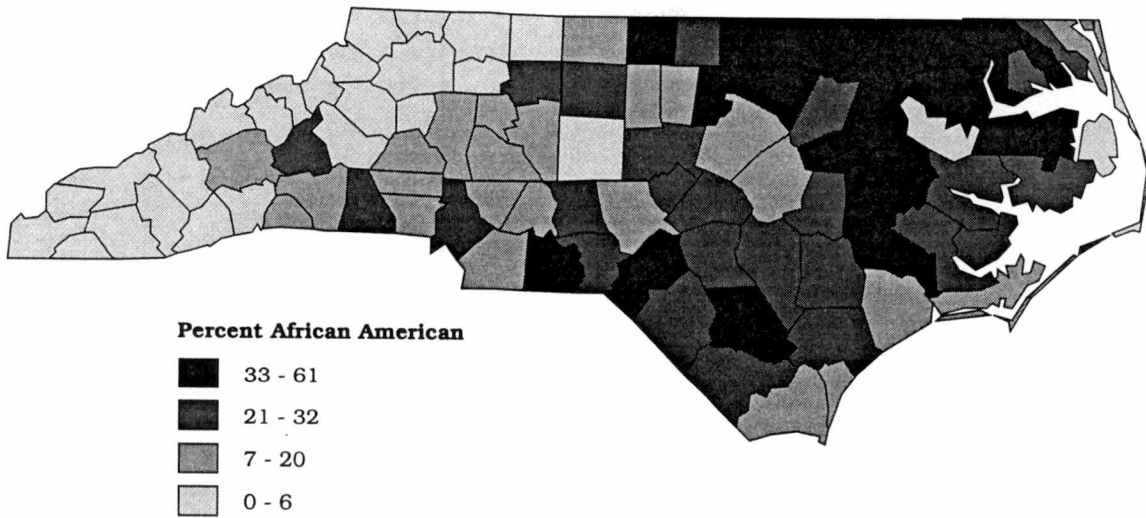 Percent African American
33 - 61
21 - 32
7 - 20
0 - 6